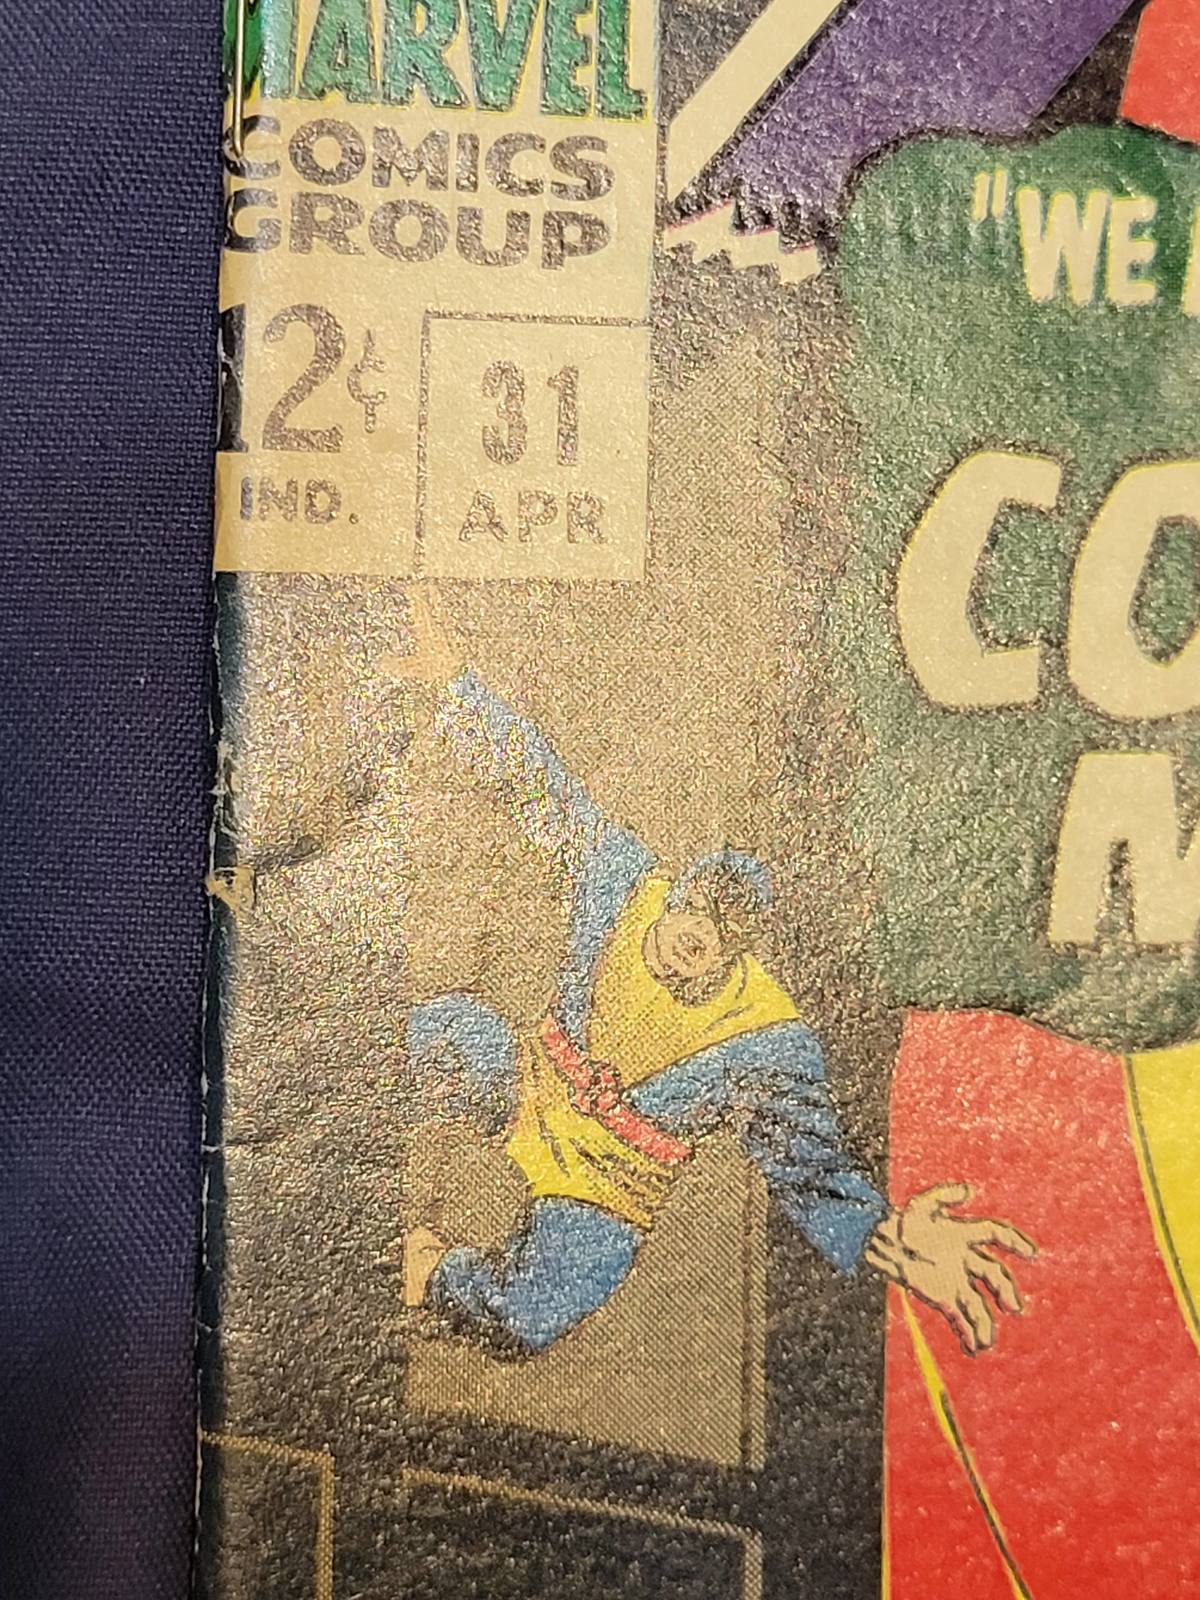 MARVEL
COMICS
GROUP
12¢
IND.
31
APR
"WE